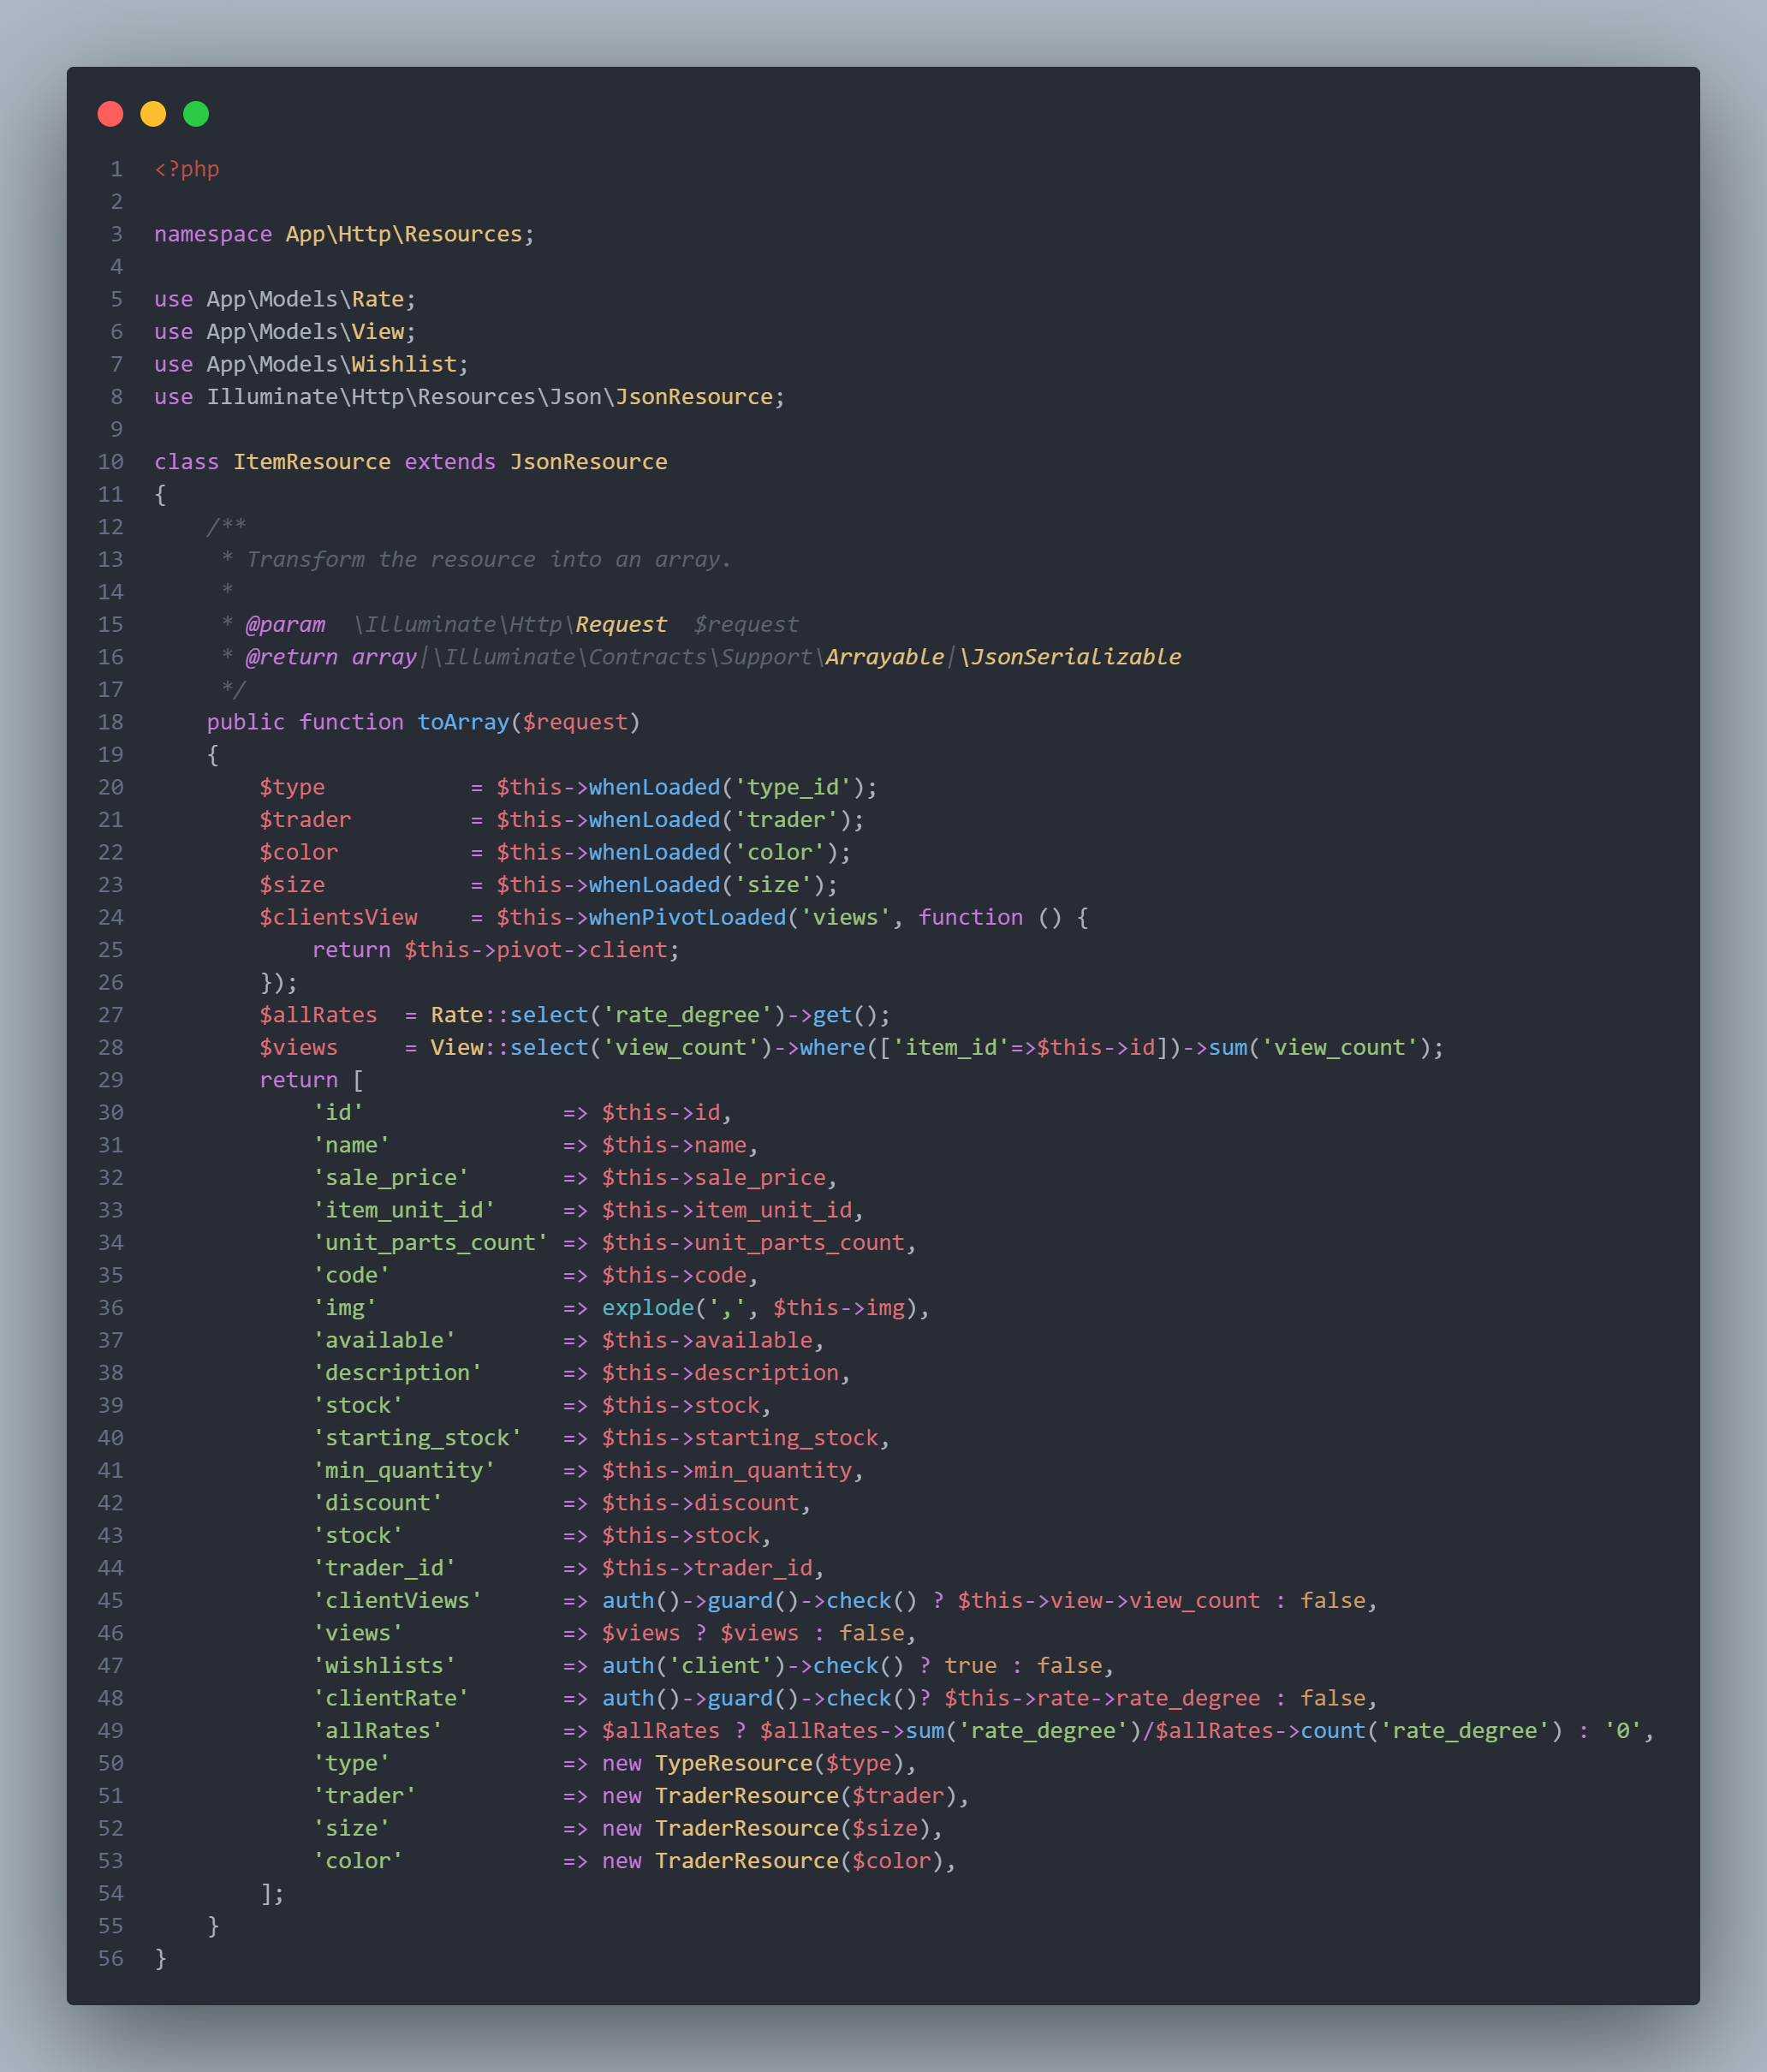 1 <?php
2
3 namespace App\Http\Resources;
4
5 use App\Models\Rate;
6 use App\Models\View;
7 use App\Models\Wishlist;
8 use Illuminate\Http\Resources\Json\JsonResource;
9
10 class ItemResource extends JsonResource
11 {
12     /**
13      * Transform the resource into an array.
14      *
15      * @param  \Illuminate\Http\Request  $request
16      * @return array|\Illuminate\Contracts\Support\Arrayable|\JsonSerializable
17      */
18     public function toArray($request)
19     {
20         $type           = $this->whenLoaded('type_id');
21         $trader         = $this->whenLoaded('trader');
22         $color          = $this->whenLoaded('color');
23         $size           = $this->whenLoaded('size');
24         $clientsView    = $this->whenPivotLoaded('views', function () {
25             return $this->pivot->client;
26         });
27         $allRates  = Rate::select('rate_degree')->get();
28         $views     = View::select('view_count')->where(['item_id'=>$this->id])->sum('view_count');
29         return [
30             'id'               => $this->id,
31             'name'             => $this->name,
32             'sale_price'       => $this->sale_price,
33             'item_unit_id'     => $this->item_unit_id,
34             'unit_parts_count' => $this->unit_parts_count,
35             'code'             => $this->code,
36             'img'              => explode(',', $this->img),
37             'available'        => $this->available,
38             'description'      => $this->description,
39             'stock'            => $this->stock,
40             'starting_stock'   => $this->starting_stock,
41             'min_quantity'     => $this->min_quantity,
42             'discount'         => $this->discount,
43             'stock'            => $this->stock,
44             'trader_id'        => $this->trader_id,
45             'clientViews'      => auth()->guard()->check() ? $this->view->view_count : false,
46             'views'            => $views ? $views : false,
47             'wishlists'        => auth('client')->check() ? true : false,
48             'clientRate'       => auth()->guard()->check()? $this->rate->rate_degree : false,
49             'allRates'         => $allRates ? $allRates->sum('rate_degree')/$allRates->count('rate_degree') : '0',
50             'type'             => new TypeResource($type),
51             'trader'           => new TraderResource($trader),
52             'size'             => new TraderResource($size),
53             'color'            => new TraderResource($color),
54         ];
55     }
56 }